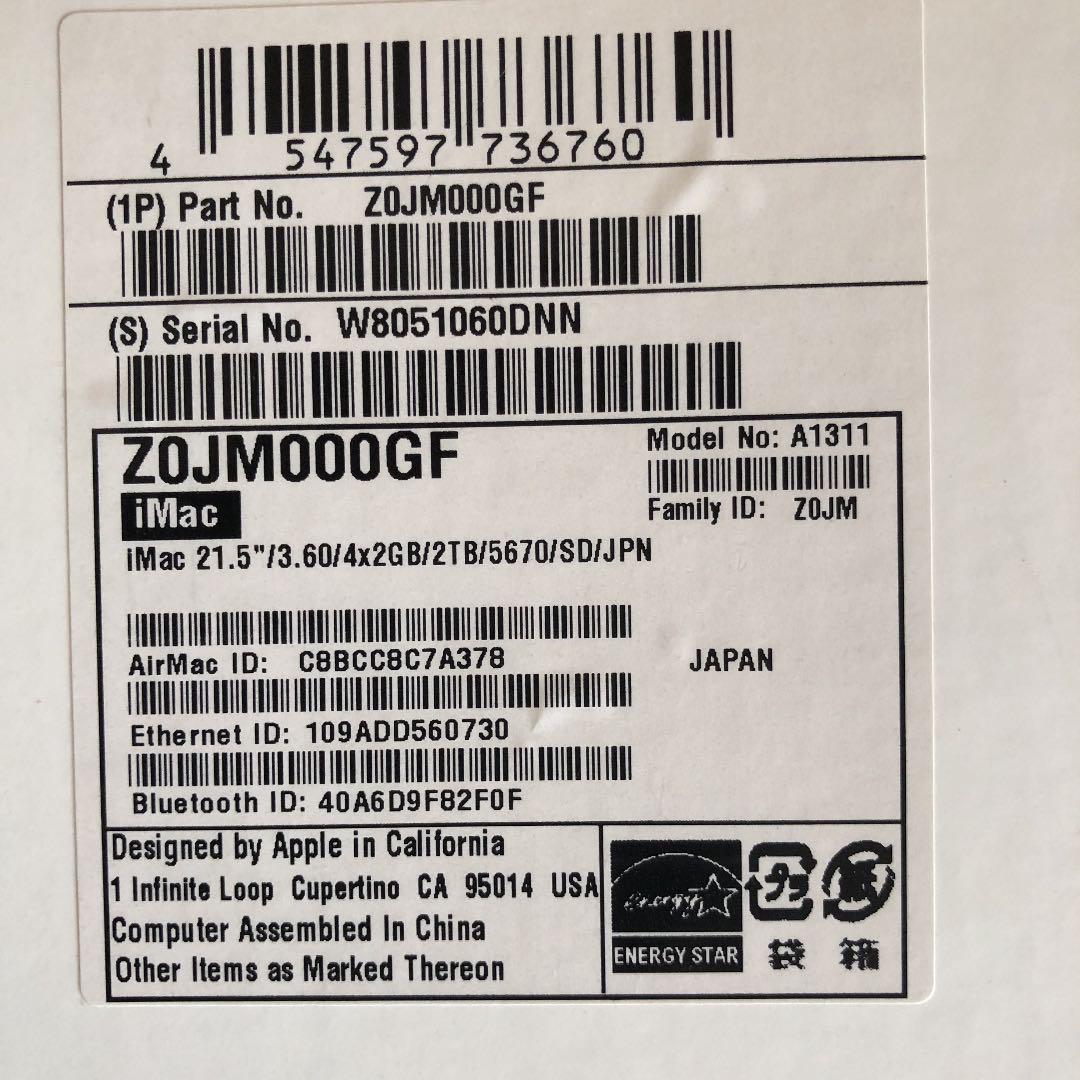 4 547597 736760
(1P) Part No. Z0JM000GF
(S) Serial No. W8051060DNN
Z0JM000GF
Model No: A1311
iMac
Family ID: Z0JM
iMac 21.5"/3.60/4x2GB/2TB/5670/SD/JPN
AirMac ID: C8BCC8C7A378
JAPAN
Ethernet ID: 109ADD560730
Bluetooth ID: 40A6D9F82F0F
Designed by Apple in California
1 Infinite Loop Cupertino CA 95014 USA
Computer Assembled In China
Other Items as Marked Thereon
energy
ENERGY STAR
プラ
紙
袋 箱